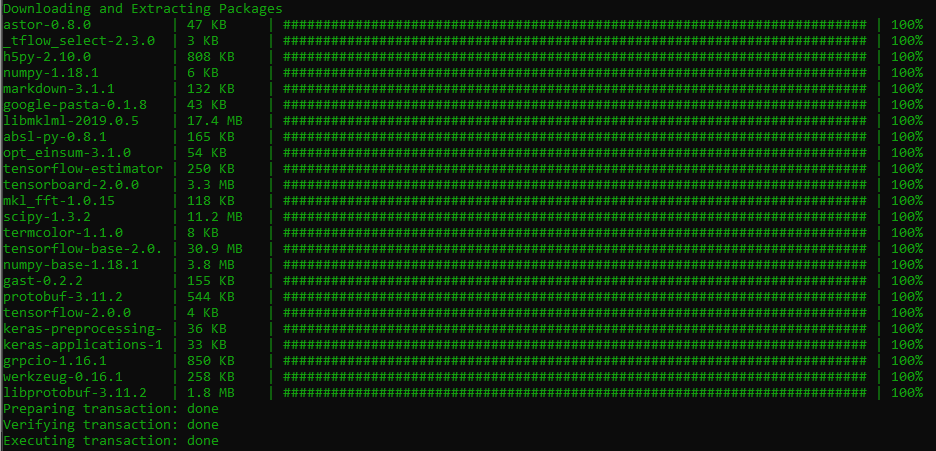 Downloading and Extracting Packages
astor-0.8.0          | 47 KB     | ######################################################################### | 100%
_tflow_select-2.3.0  | 3 KB      | ######################################################################### | 100%
h5py-2.10.0          | 808 KB    | ######################################################################### | 100%
numpy-1.18.1         | 6 KB      | ######################################################################### | 100%
markdown-3.1.1       | 132 KB    | ######################################################################### | 100%
google-pasta-0.1.8   | 43 KB     | ######################################################################### | 100%
libmklml-2019.0.5    | 17.4 MB   | ######################################################################### | 100%
absl-py-0.8.1        | 165 KB    | ######################################################################### | 100%
opt_einsum-3.1.0     | 54 KB     | ######################################################################### | 100%
tensorflow-estimator | 250 KB    | ######################################################################### | 100%
tensorboard-2.0.0    | 3.3 MB    | ######################################################################### | 100%
mkl_fft-1.0.15       | 118 KB    | ######################################################################### | 100%
scipy-1.3.2          | 11.2 MB   | ######################################################################### | 100%
termcolor-1.1.0      | 8 KB      | ######################################################################### | 100%
tensorflow-base-2.0. | 30.9 MB   | ######################################################################### | 100%
numpy-base-1.18.1    | 3.8 MB    | ######################################################################### | 100%
gast-0.2.2           | 155 KB    | ######################################################################### | 100%
protobuf-3.11.2      | 544 KB    | ######################################################################### | 100%
tensorflow-2.0.0     | 4 KB      | ######################################################################### | 100%
keras-preprocessing- | 36 KB     | ######################################################################### | 100%
keras-applications-1 | 33 KB     | ######################################################################### | 100%
grpcio-1.16.1        | 850 KB    | ######################################################################### | 100%
werkzeug-0.16.1      | 258 KB    | ######################################################################### | 100%
libprotobuf-3.11.2   | 1.8 MB    | ######################################################################### | 100%
Preparing transaction: done
Verifying transaction: done
Executing transaction: done